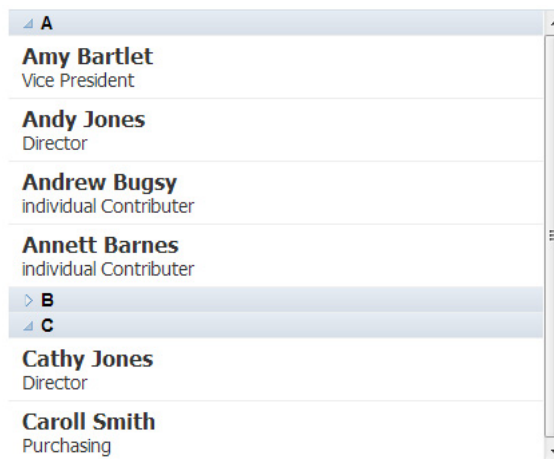 A
Amy Bartlet
Vice President
Andy Jones
Director
Andrew Bugsy
individual Contributer
Annett Barnes
individual Contributer
B
C
Cathy Jones
Director
Caroll Smith
Purchasing